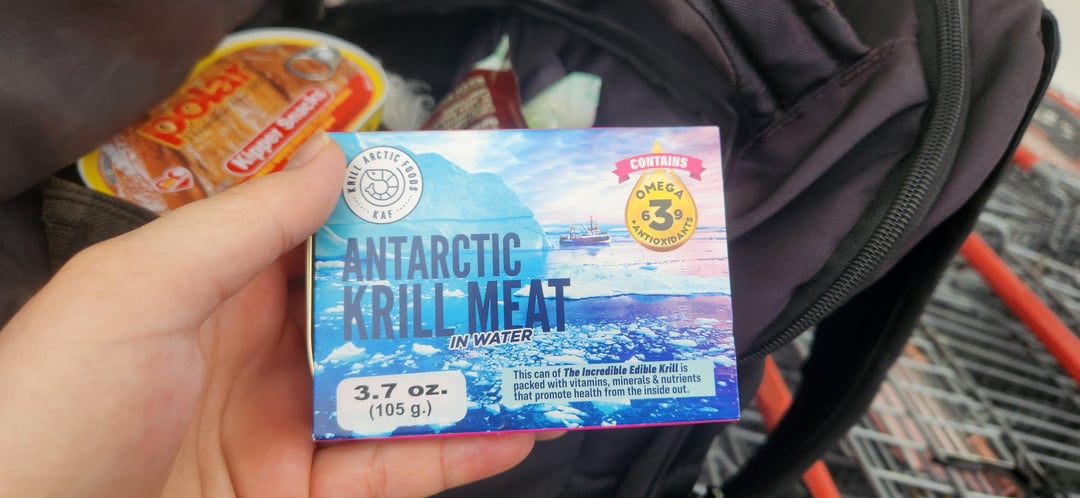 polar
Kipper Snacks
KRILL ARCTIC FOODS
KAF
CONTAINS
OMEGA
6 3 9
+ANTIOXIDANTS
ANTARCTIC
KRILL MEAT
IN WATER
3.7 oz.
(105 g.)
This can of The Incredible Edible Krill is
packed with vitamins, minerals & nutrients
that promote health from the inside out.